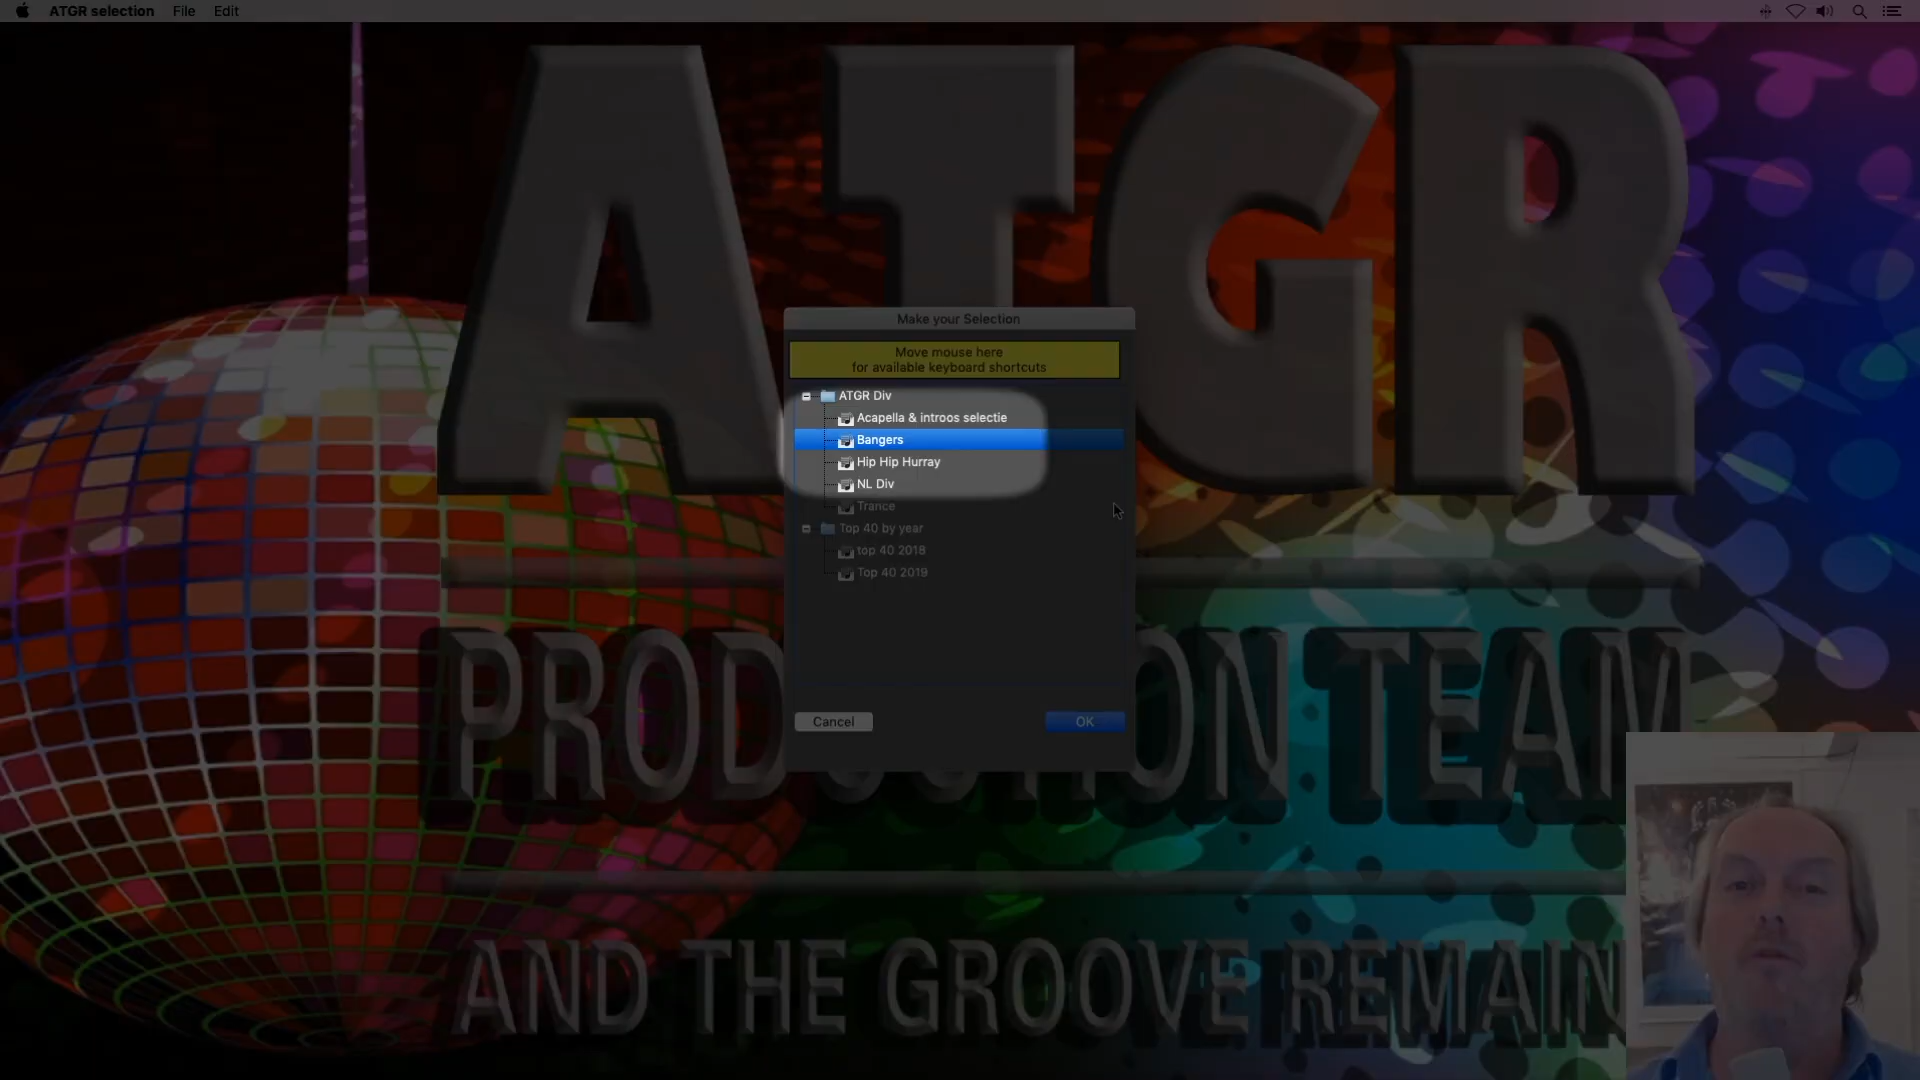 ATGR selection File Edit
ATGR
Make your Selection
Move mouse here
for available keyboard shortcuts
ATGR Div
Acapella & introos selectie
Bangers
Hip Hip Hurray
NL Div
Trance
Top 40 by year
top 40 2018
Top 40 2019
Cancel OK
PRODUCTION TEAM
AND THE GROOVE REMAIN